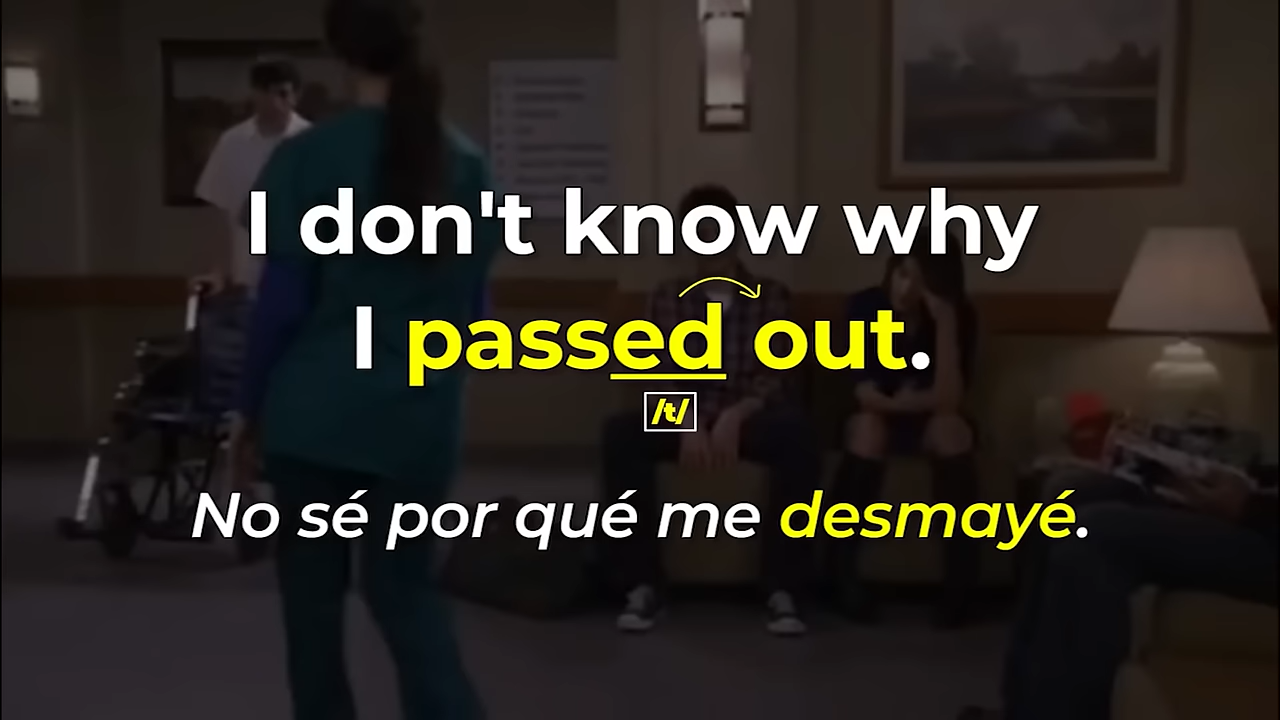 I don't know why
I passed out.
/t/
No sé por qué me desmayé.